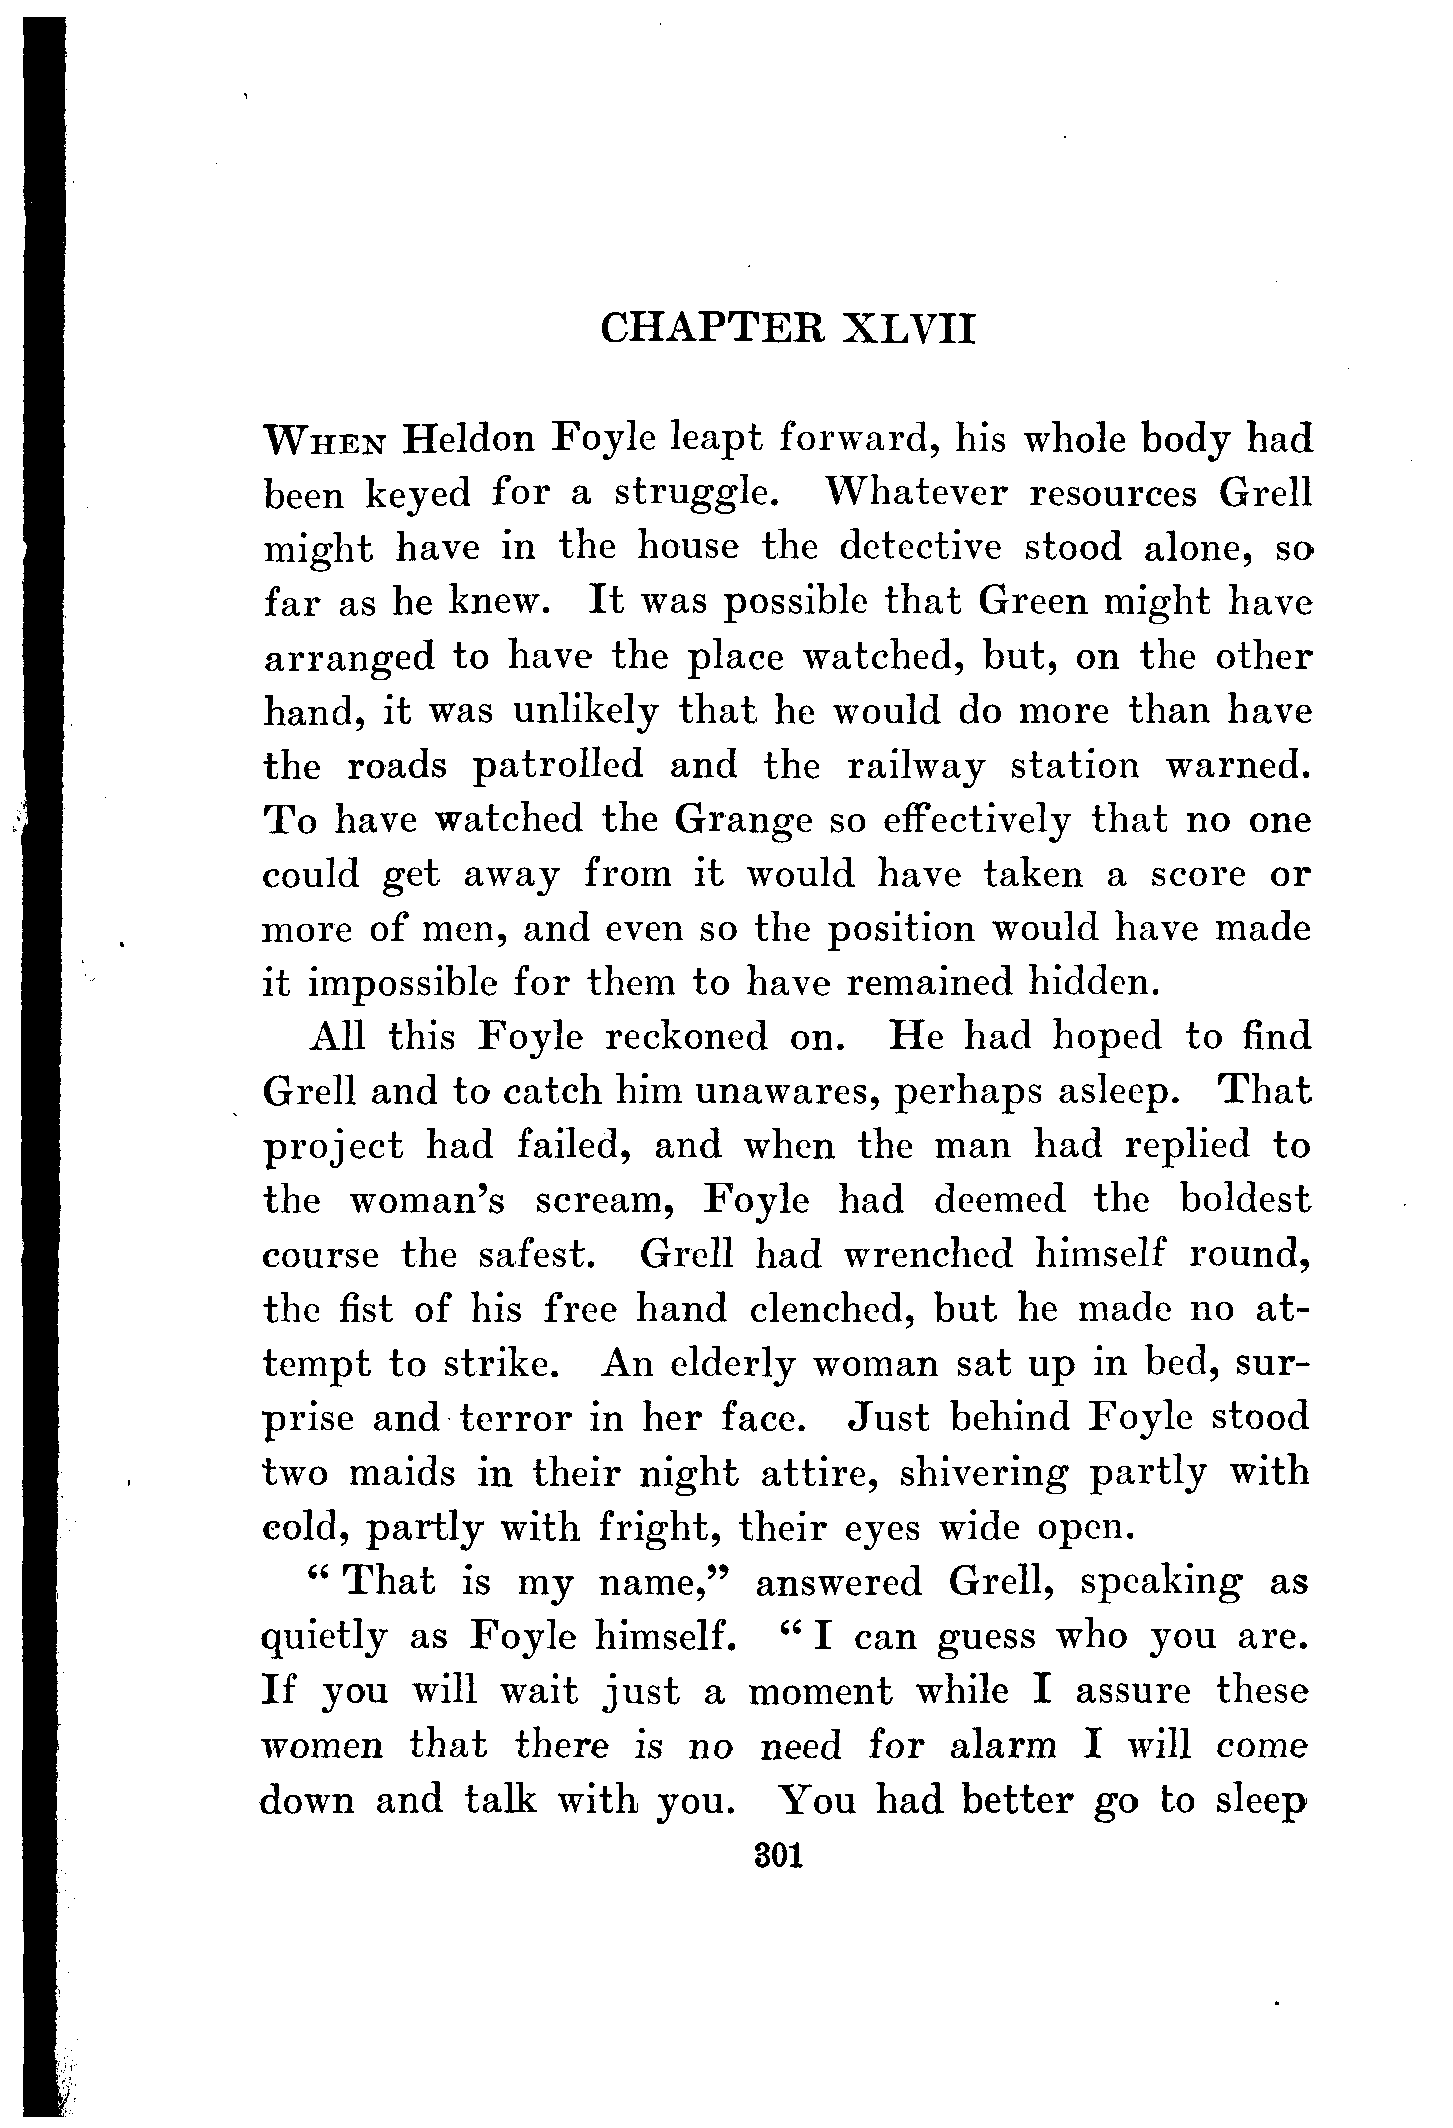 CHAPTER XLVII
WHEN Heldon Foyle leapt forward, his whole body had
been keyed for a struggle. Whatever resources Grell
might have in the house the detective stood alone, so
far as he knew. It was possible that Green might have
arranged to have the place watched, but, on the other
hand, it was unlikely that he would do more than have
the roads patrolled and the railway station warned.
To have watched the Grange so effectively that no one
could get away from it would have taken a score or
more of men, and even so the position would have made
it impossible for them to have remained hidden.
All this Foyle reckoned on. He had hoped to find
Grell and to catch him unawares, perhaps asleep. That
project had failed, and when the man had replied to
the woman's scream, Foyle had deemed the boldest
course the safest. Grell had wrenched himself round,
the fist of his free hand clenched, but he made no at-
tempt to strike. An elderly woman sat up in bed, sur-
prise and terror in her face. Just behind Foyle stood
two maids in their night attire, shivering partly with
cold, partly with fright, their eyes wide open.
“ That is my name,” answered Grell, speaking as
quietly as Foyle himself. “ I can guess who you are.
If you will wait just a moment while I assure these
women that there is no need for alarm I will come
down and talk with you. You had better go to sleep
301